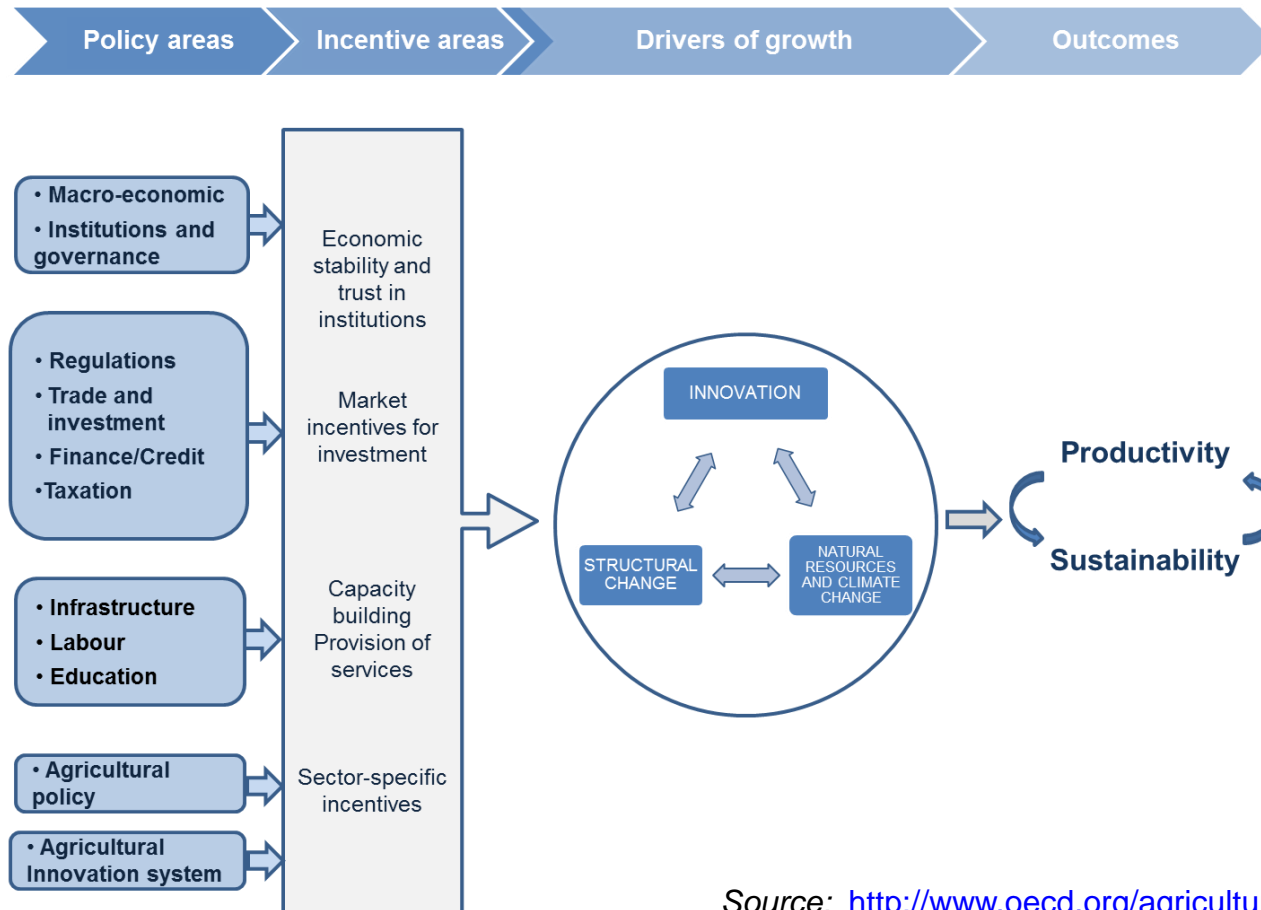 Policy areas
Incentive areas
Drivers of growth
Outcomes
• Macro-economic
• Institutions and
governance
• Regulations
• Trade and
investment
• Finance/Credit
•Taxation
• Infrastructure
• Labour
• Education
• Agricultural
policy
• Agricultural
Innovation system
Economic
stability and
trust in
institutions
Market
incentives for
investment
Capacity
building
Provision of
services
Sector-specific
incentives
INNOVATION
STRUCTURAL
CHANGE
NATURAL
RESOURCES
AND CLIMATE
CHANGE
Productivity
Sustainability
Source: http://www.oecd.org/agricultu